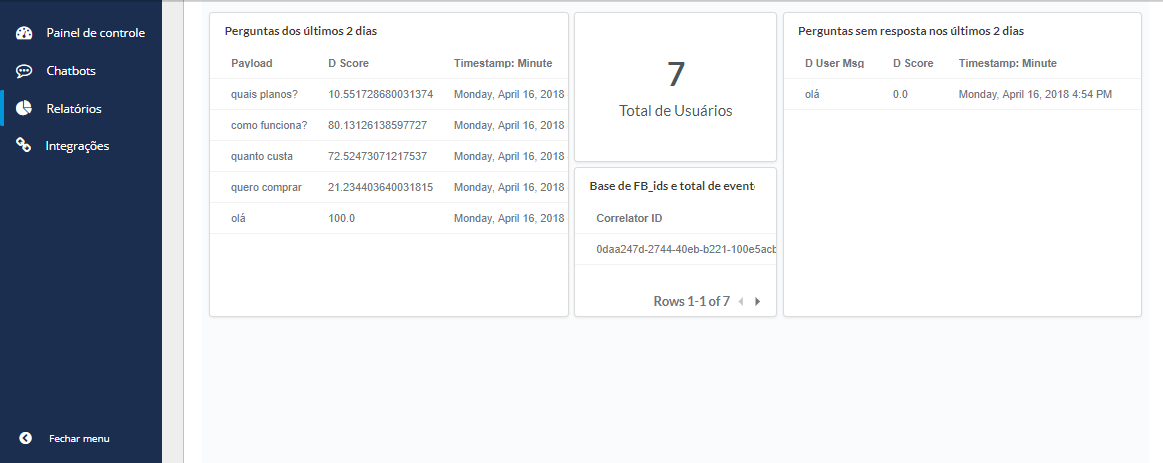 Painel de controle
Chatbots
Relatórios
Integrações
Fechar menu
Perguntas dos últimos 2 dias
Payload D Score Timestamp: Minute
quais planos? 10.551728680031374 Monday, April 16, 2018
como funciona? 80.13126138597727 Monday, April 16, 2018
quanto custa 72.52473071217537 Monday, April 16, 2018
quero comprar 21.234403640031815 Monday, April 16, 2018
olá 100.0 Monday, April 16, 2018
7
Total de Usuários
Base de FB_ids e total de evento
Correlator ID
0daa247d-2744-40eb-b221-100e5acb
Rows 1-1 of 7
Perguntas sem resposta nos últimos 2 dias
D User Msg D Score Timestamp: Minute
olá 0.0 Monday, April 16, 2018 4:54 PM